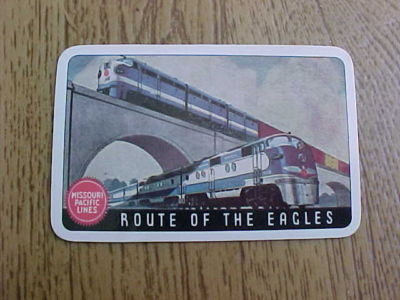 MISSOURI
PACIFIC
LINES
ROUTE OF THE EAGLES